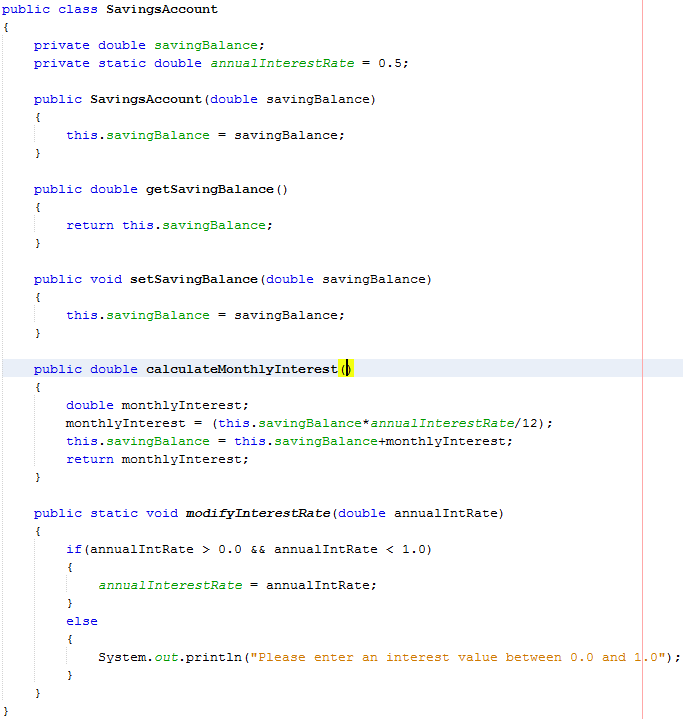 public class SavingsAccount
{
    private double savingBalance;
    private static double annualInterestRate = 0.5;

    public SavingsAccount(double savingBalance)
    {
        this.savingBalance = savingBalance;
    }

    public double getSavingBalance()
    {
        return this.savingBalance;
    }

    public void setSavingBalance(double savingBalance)
    {
        this.savingBalance = savingBalance;
    }

    public double calculateMonthlyInterest()
    {
        double monthlyInterest;
        monthlyInterest = (this.savingBalance*annualInterestRate/12);
        this.savingBalance = this.savingBalance+monthlyInterest;
        return monthlyInterest;
    }

    public static void modifyInterestRate(double annualIntRate)
    {
        if(annualIntRate > 0.0 && annualIntRate < 1.0)
        {
            annualInterestRate = annualIntRate;
        }
        else
        {
            System.out.println("Please enter an interest value between 0.0 and 1.0");
        }
    }
}